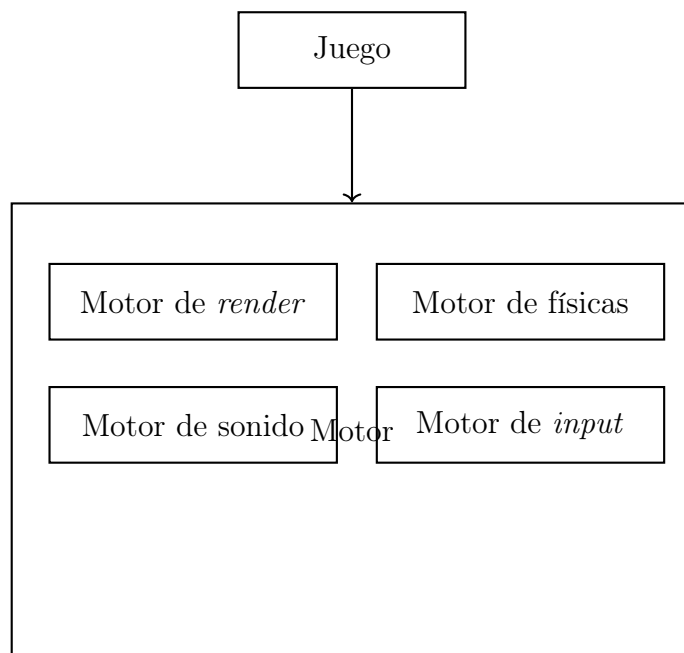 Juego
Motor de render
Motor de físicas
Motor de sonido
Motor
Motor de input